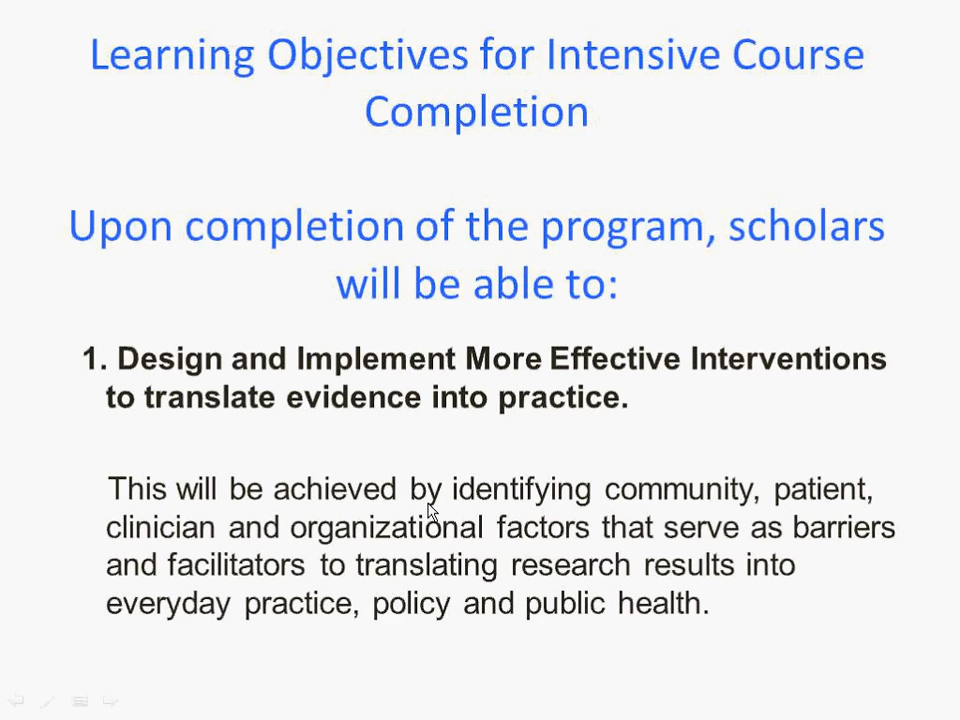 Learning Objectives for Intensive Course
Completion
Upon completion of the program, scholars
will be able to:
1. Design and Implement More Effective Interventions
to translate evidence into practice.
This will be achieved by identifying community, patient,
clinician and organizational factors that serve as barriers
and facilitators to translating research results into
everyday practice, policy and public health.